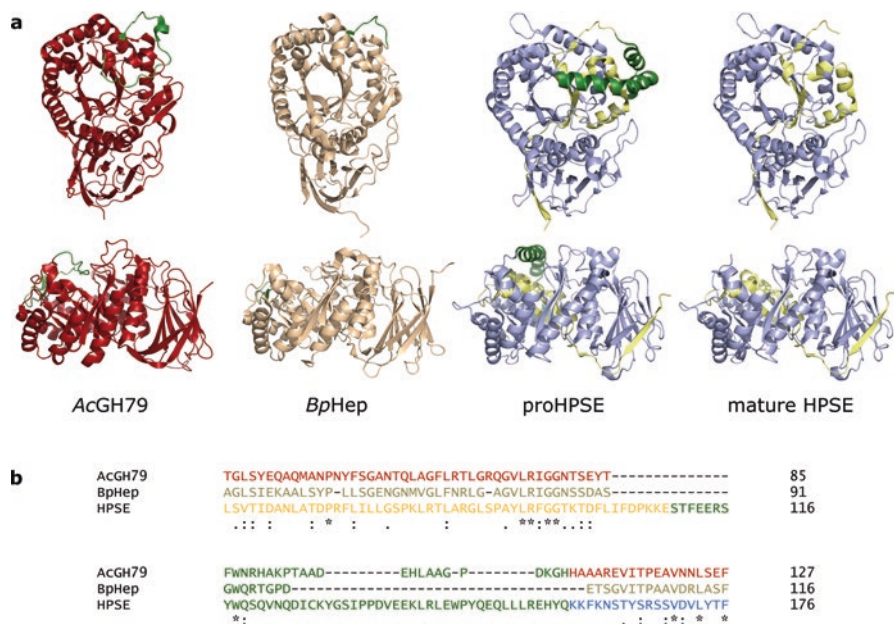 a
AcGH79
BpHep
proHPSE
mature HPSE
b
AcGH79 TGLSYEQAQMANPNYFSGANTQLAGFLRTLGRQGVLRIGGNTSEYT-------------- 85
BpHep AGLSIEKAALSYP-LLSGENGNMVGLFNRLG-AGVLRIGGNSSDAS-------------- 91
HPSE LSVTIDANLATDPRFLILLGSPKLRTLARGLSPAYLRFGGTKTDFLIFDPKKESTFEERS 116
.:: : : * : . : : **:**..::
AcGH79 FWNRHAKPTAAD---------EHLAAG-P--------DKGHHAAAREVITPEAVNNLSEF 127
BpHep GWQRTGPD-----------------------------------ETSGVITPAAVDRLASF 116
HPSE YWQSQVNQDICKYGSIPPDVEEKLRLEWPYQEQLLLREHYQKKFKNSTYSRSSVDVLYTF 176
*: . : :*: * *